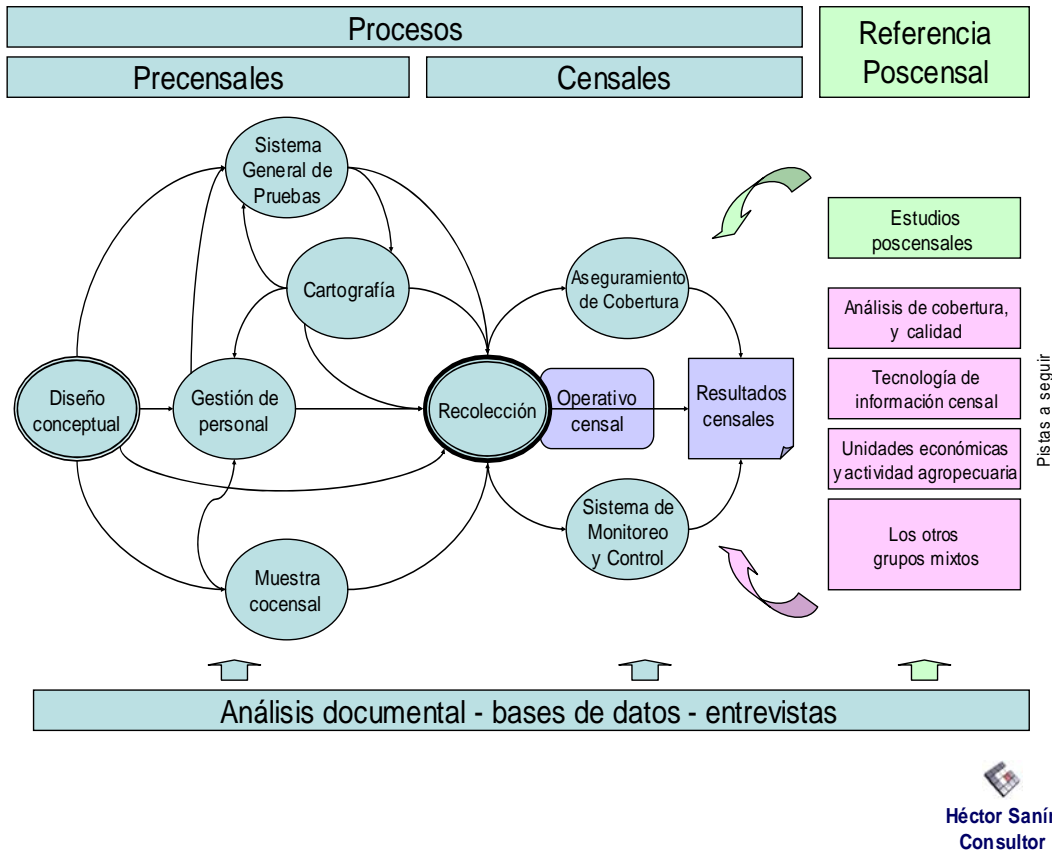 Procesos
Referencia
Poscensal
Precensales
Censales
Sistema
General de
Pruebas
Cartografía
Aseguramiento
de Cobertura
Diseño
conceptual
Gestión de
personal
Recolección
Operativo
censal
Resultados
censales
Sistema de
Monitoreo
y Control
Muestra
cocensal
Estudios
poscensales
Análisis de cobertura,
y calidad
Tecnología de
información censal
Unidades económicas
y actividad agropecuaria
Los otros
grupos mixtos
Pistas a seguir
Análisis documental - bases de datos - entrevistas
Héctor Sanín
Consultor